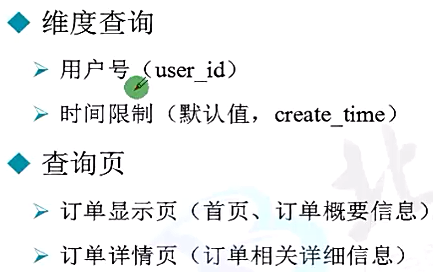 维度查询
用户号（user_id）
时间限制（默认值，create_time）
查询页
订单显示页（首页、订单概要信息）
订单详情页（订单相关详细信息）
北